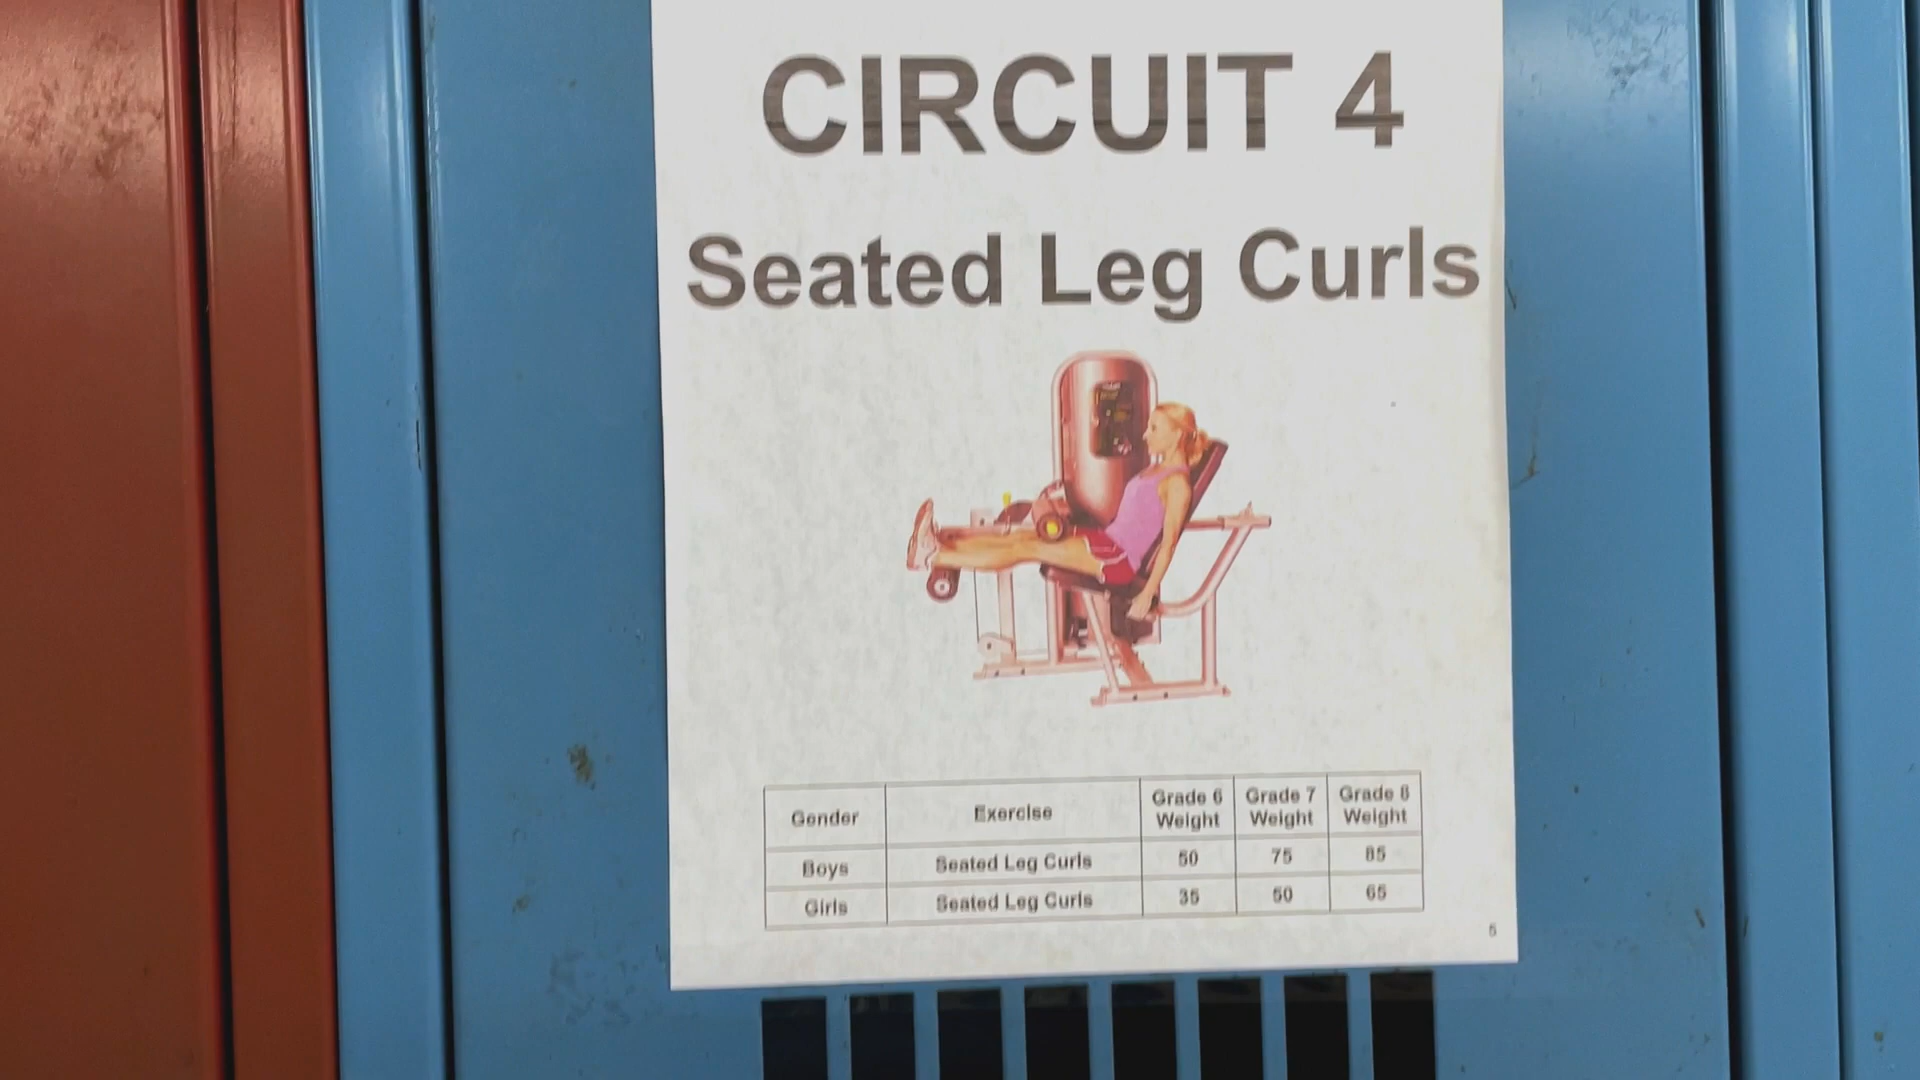 CIRCUIT 4
Seated Leg Curls
Gender Exercise Grade 6 Weight Grade 7 Weight Grade 8 Weight
Boys Seated Leg Curls 50 75 85
Girls Seated Leg Curls 35 50 65
5